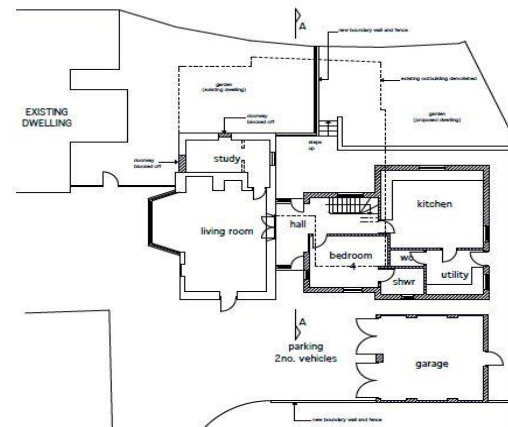 A
new boundary wall and fence
garden
(existing dwelling)
existing outbuilding demolished
EXISTING
DWELLING
doorway
blocked off
garden
(proposed dwelling)
doorway
blocked off
study
steps
up
living room
hall
kitchen
bedroom
4
wc
utility
shwr
A
parking
2no. vehicles
garage
new boundary wall and fence